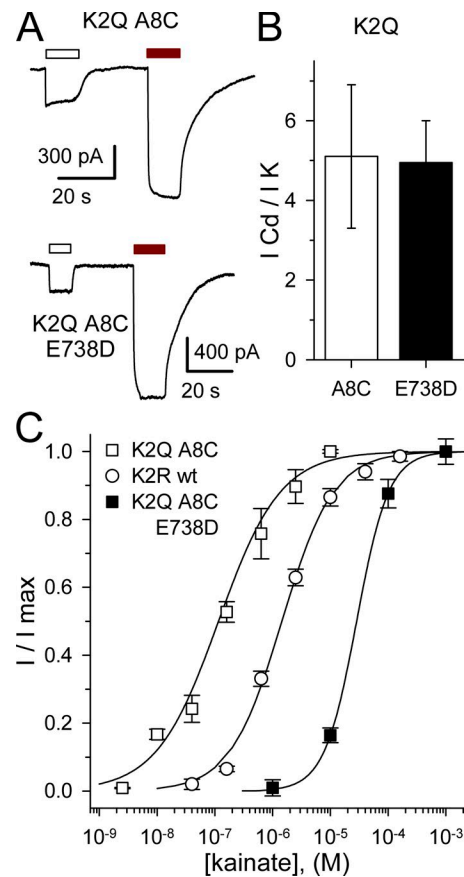 A
K2Q A8C
300 pA
20 s
K2Q A8C
E738D
400 pA
20 s
B
K2Q
I Cd / I K
6
4
2
0
A8C
E738D
C
K2Q A8C
K2R wt
K2Q A8C
E738D
I / I max
1.0
0.8
0.6
0.4
0.2
0.0
10⁻⁹
10⁻⁸
10⁻⁷
10⁻⁶
10⁻⁵
10⁻⁴
10⁻³
[kainate], (M)